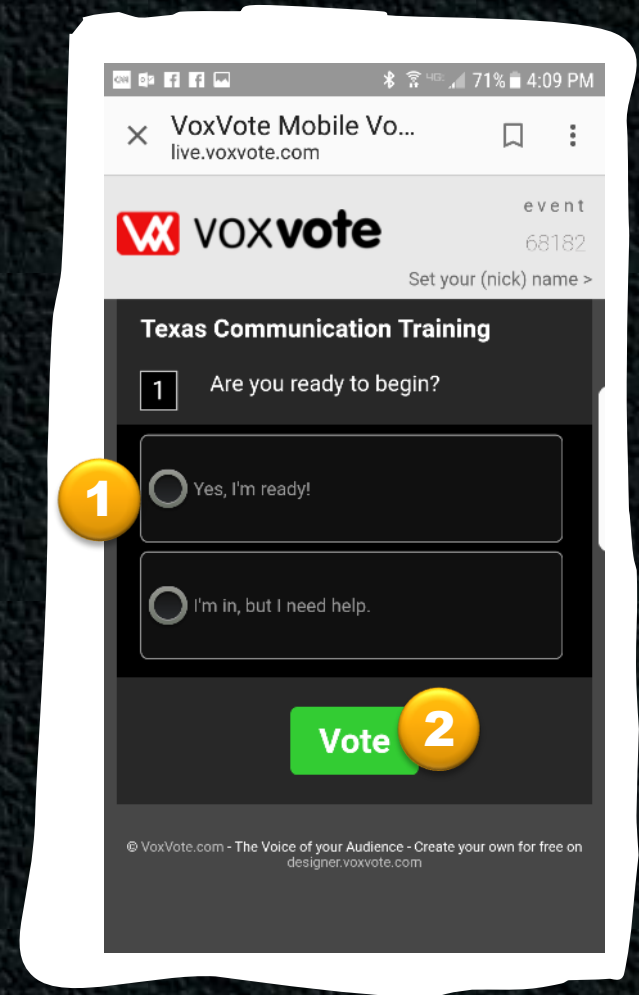 71% 4:09 PM
VoxVote Mobile Vo...
live.voxvote.com
voxvote
event
68182
Set your (nick) name >
Texas Communication Training
1 Are you ready to begin?
1
Yes, I'm ready!
I'm in, but I need help.
Vote
2
© VoxVote.com - The Voice of your Audience - Create your own for free on
designer.voxvote.com